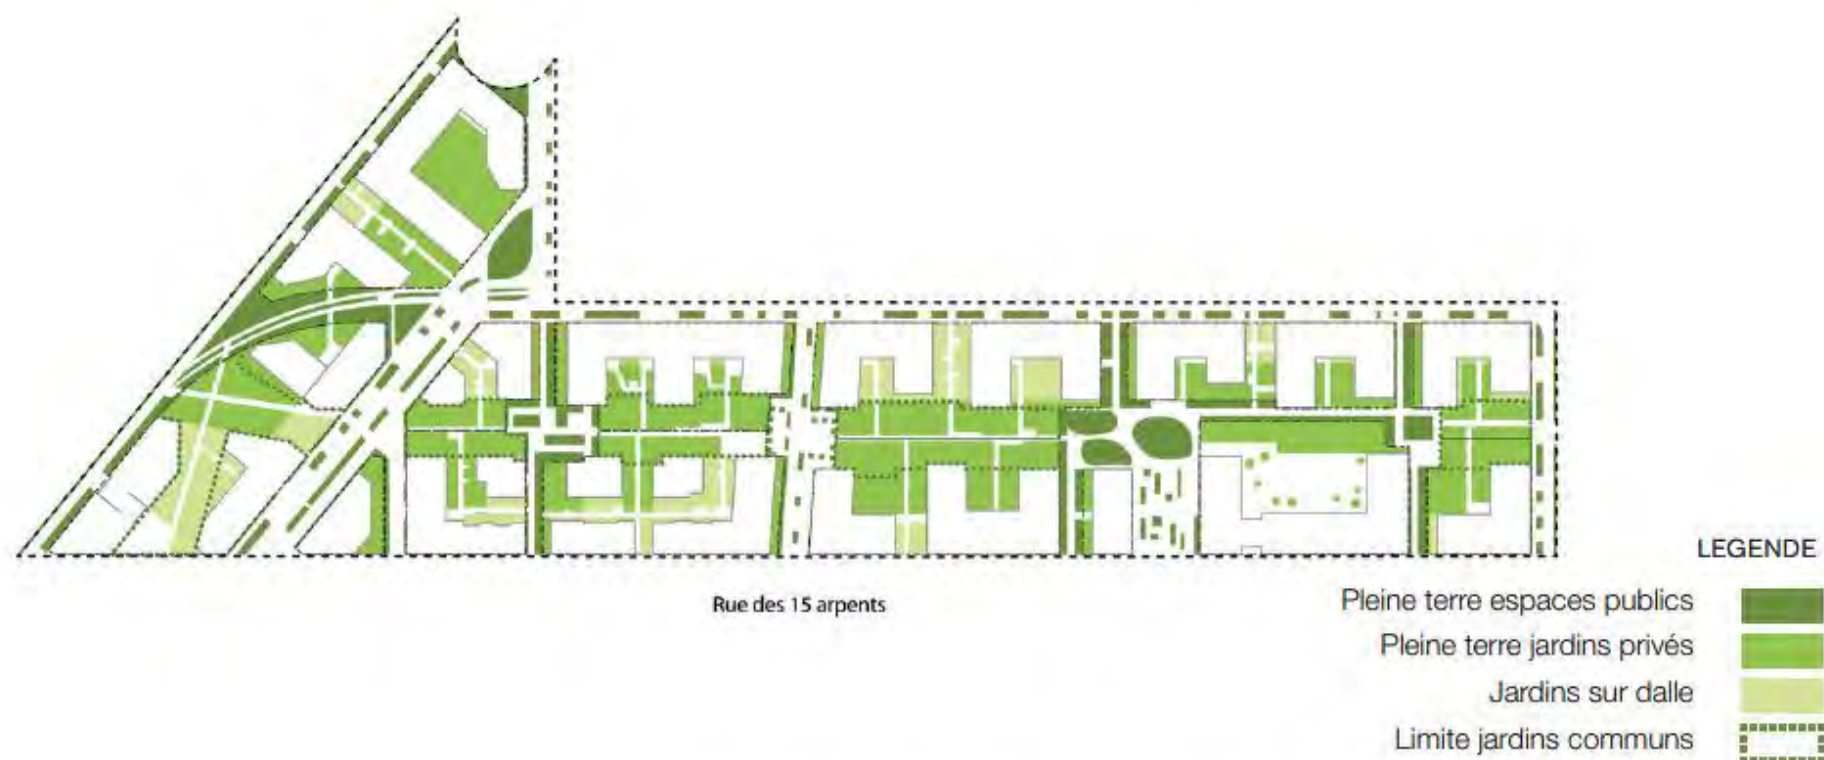 Rue des 15 arpents
LEGENDE
Pleine terre espaces publics
Pleine terre jardins privés
Jardins sur dalle
Limite jardins communs